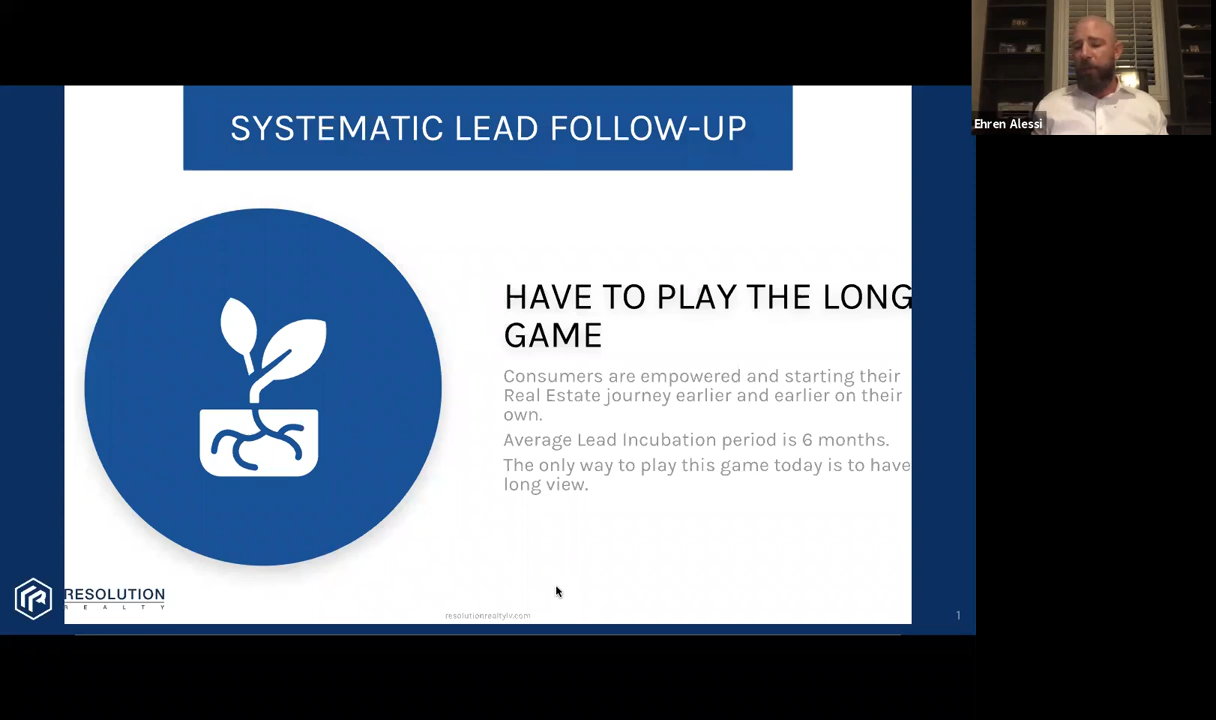 Ehren Alessi
SYSTEMATIC LEAD FOLLOW-UP
HAVE TO PLAY THE LONG
GAME
Consumers are empowered and starting their
Real Estate journey earlier and earlier on their
own.
Average Lead Incubation period is 6 months.
The only way to play this game today is to have
long view.
RESOLUTION
REALTY
resolutionrealtylv.com
1